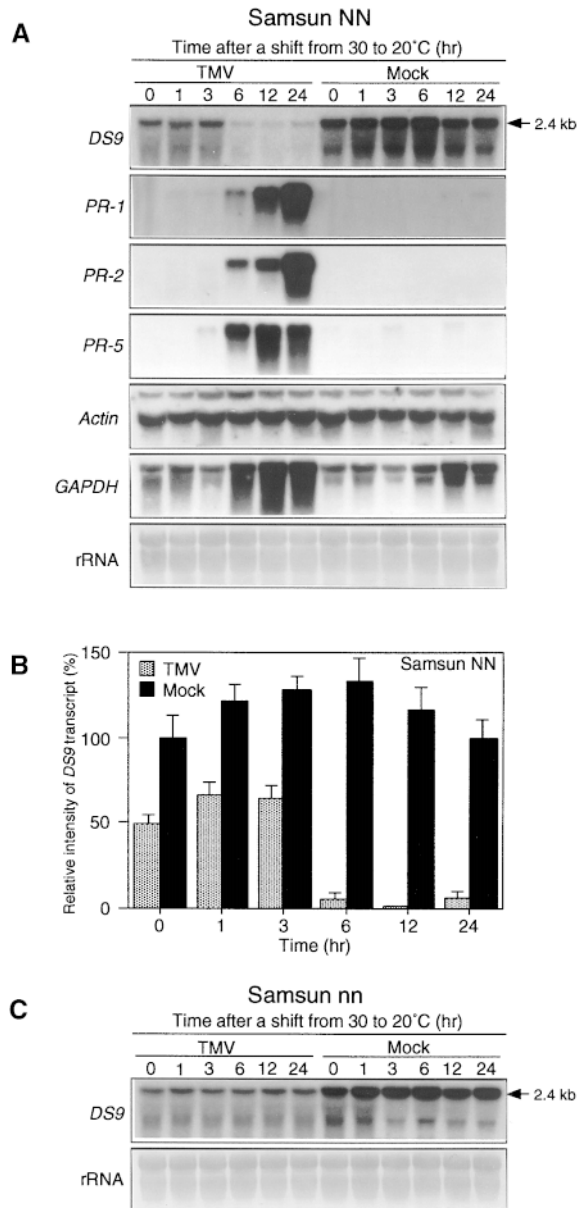 A
Samsun NN
Time after a shift from 30 to 20°C (hr)
TMV Mock
0 1 3 6 12 24 0 1 3 6 12 24
DS9
2.4 kb
PR-1
PR-2
PR-5
Actin
GAPDH
rRNA
B
Relative intensity of DS9 transcript (%)
150
100
50
0
TMV
Mock
Samsun NN
0 1 3 6 12 24
Time (hr)
C
Samsun nn
Time after a shift from 30 to 20°C (hr)
TMV Mock
0 1 3 6 12 24 0 1 3 6 12 24
DS9
2.4 kb
rRNA